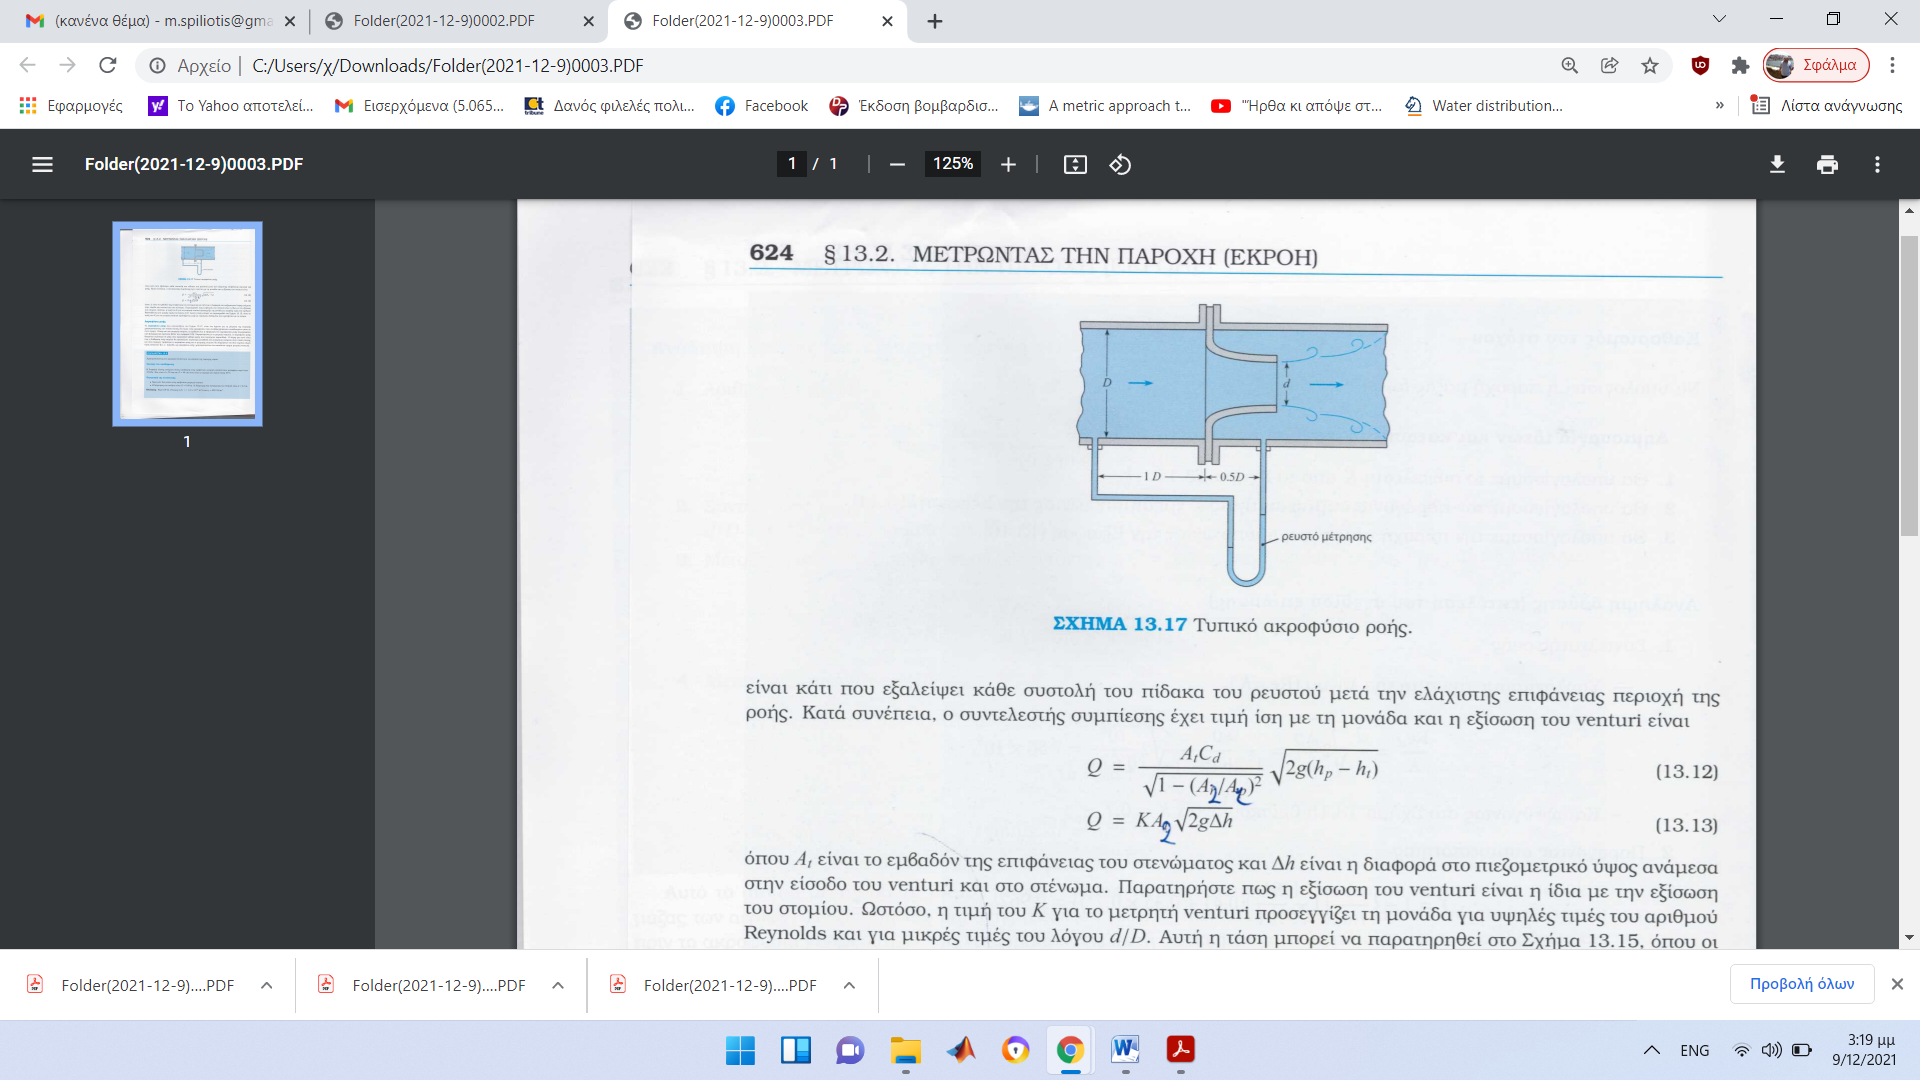 (κανένα θέμα) - m.spiliotis@gma
Folder(2021-12-9)0002.PDF
Folder(2021-12-9)0003.PDF
Αρχείο | C:/Users/χ/Downloads/Folder(2021-12-9)0003.PDF
Σφάλμα
Εφαρμογές
Το Yahoo αποτελεί...
Εισερχόμενα (5.065...
Δανός φιλελές πολι...
Facebook
Έκδοση βομβαρδισ...
A metric approach t...
"Ήρθα κι απόψε στ...
Water distribution...
»
Λίστα ανάγνωσης
Folder(2021-12-9)0003.PDF
1 / 1
125%
1
624 § 13.2. ΜΕΤΡΩΝΤΑΣ ΤΗΝ ΠΑΡΟΧΗ (ΕΚΡΟΗ)
D
d
1 D
0.5D
ρευστό μέτρησης
ΣΧΗΜΑ 13.17 Τυπικό ακροφύσιο ροής.
είναι κάτι που εξαλείψει κάθε συστολή του πίδακα του ρευστού μετά την ελάχιστης επιφάνειας περιοχή της
ροής. Κατά συνέπεια, ο συντελεστής συμπίεσης έχει τιμή ίση με τη μονάδα και η εξίσωση του venturi είναι
Q = AₜC_d / √(1 − (A₂/A)²) √(2g(hₚ − hₜ)) (13.12)
Q = KA₂ √(2gΔh) (13.13)
όπου Aₜ είναι το εμβαδόν της επιφάνειας του στενώματος και Δh είναι η διαφορά στο πιεζομετρικό ύψος ανάμεσα
στην είσοδο του venturi και στο στένωμα. Παρατηρήστε πως η εξίσωση του venturi είναι η ίδια με την εξίσωση
του στομίου. Ωστόσο, η τιμή του K για το μετρητή venturi προσεγγίζει τη μονάδα για υψηλές τιμές του αριθμού
Reynolds και για μικρές τιμές του λόγου d/D. Αυτή η τάση μπορεί να παρατηρηθεί στο Σχήμα 13.15, όπου οι
Folder(2021-12-9)....PDF
Folder(2021-12-9)....PDF
Folder(2021-12-9)....PDF
Προβολή όλων
ENG
3:19 μμ
9/12/2021